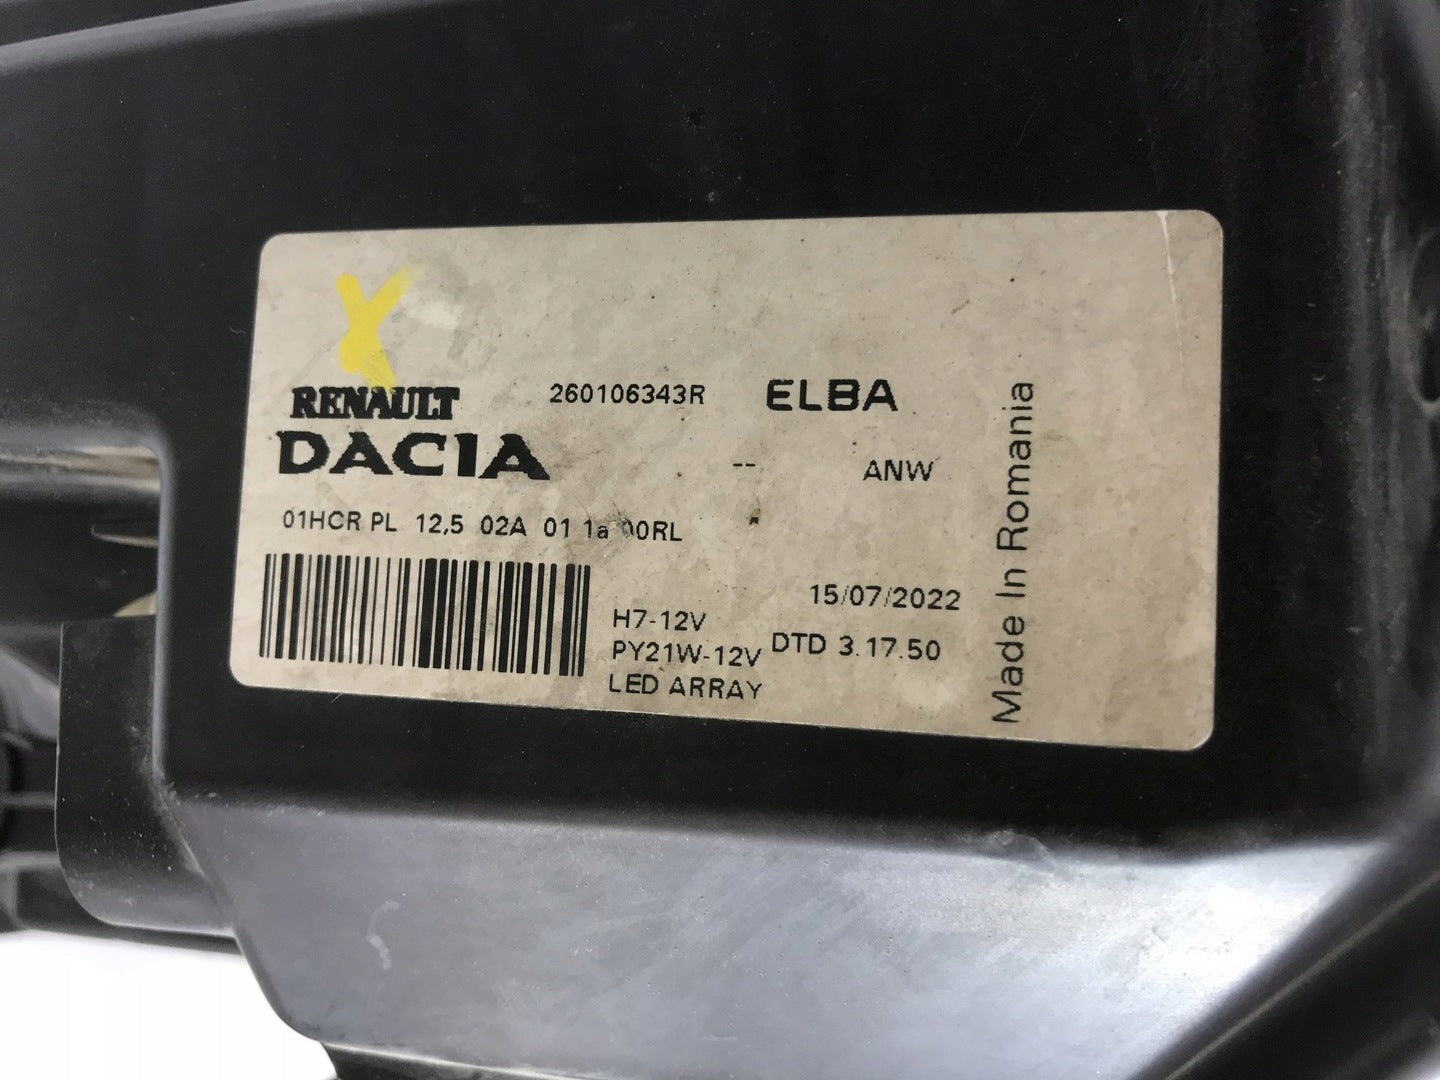 RENAULT 260106343R ELBA
DACIA -- ANW
01HCR PL 12,5 02A 01 1a 00RL
15/07/2022
H7-12V
PY21W-12V DTD 3.17.50
LED ARRAY
Made In Romania